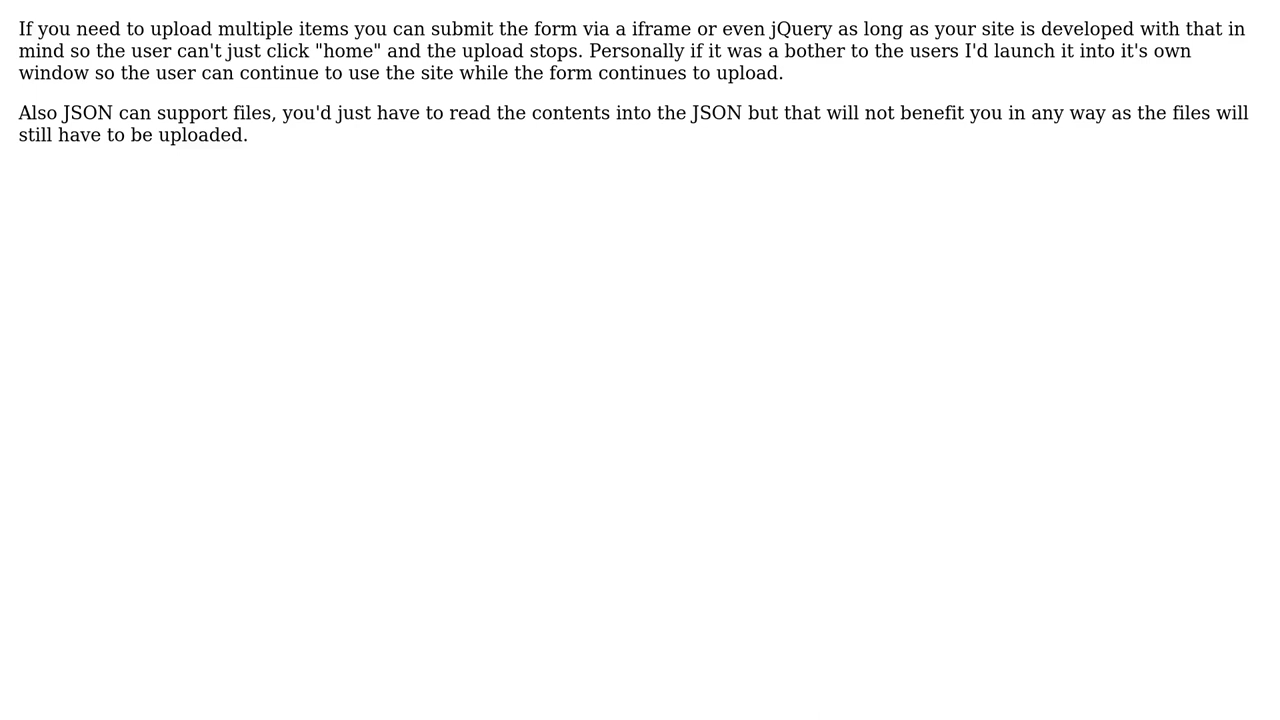 If you need to upload multiple items you can submit the form via a iframe or even jQuery as long as your site is developed with that in
mind so the user can't just click "home" and the upload stops. Personally if it was a bother to the users I'd launch it into it's own
window so the user can continue to use the site while the form continues to upload.
Also JSON can support files, you'd just have to read the contents into the JSON but that will not benefit you in any way as the files will
still have to be uploaded.